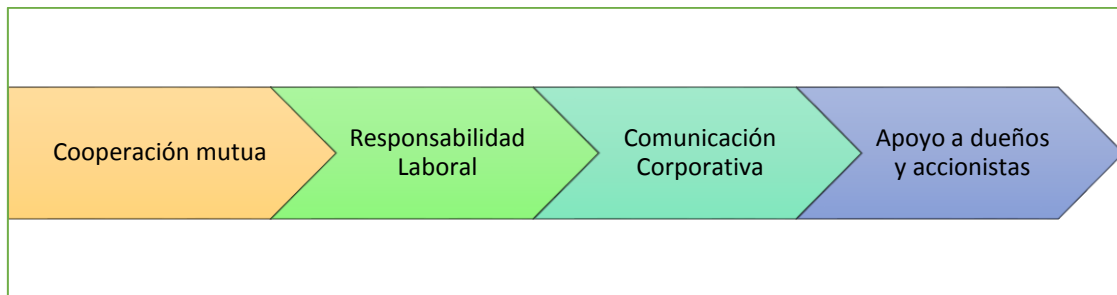 Cooperación mutua
Responsabilidad
Laboral
Comunicación
Corporativa
Apoyo a dueños
y accionistas